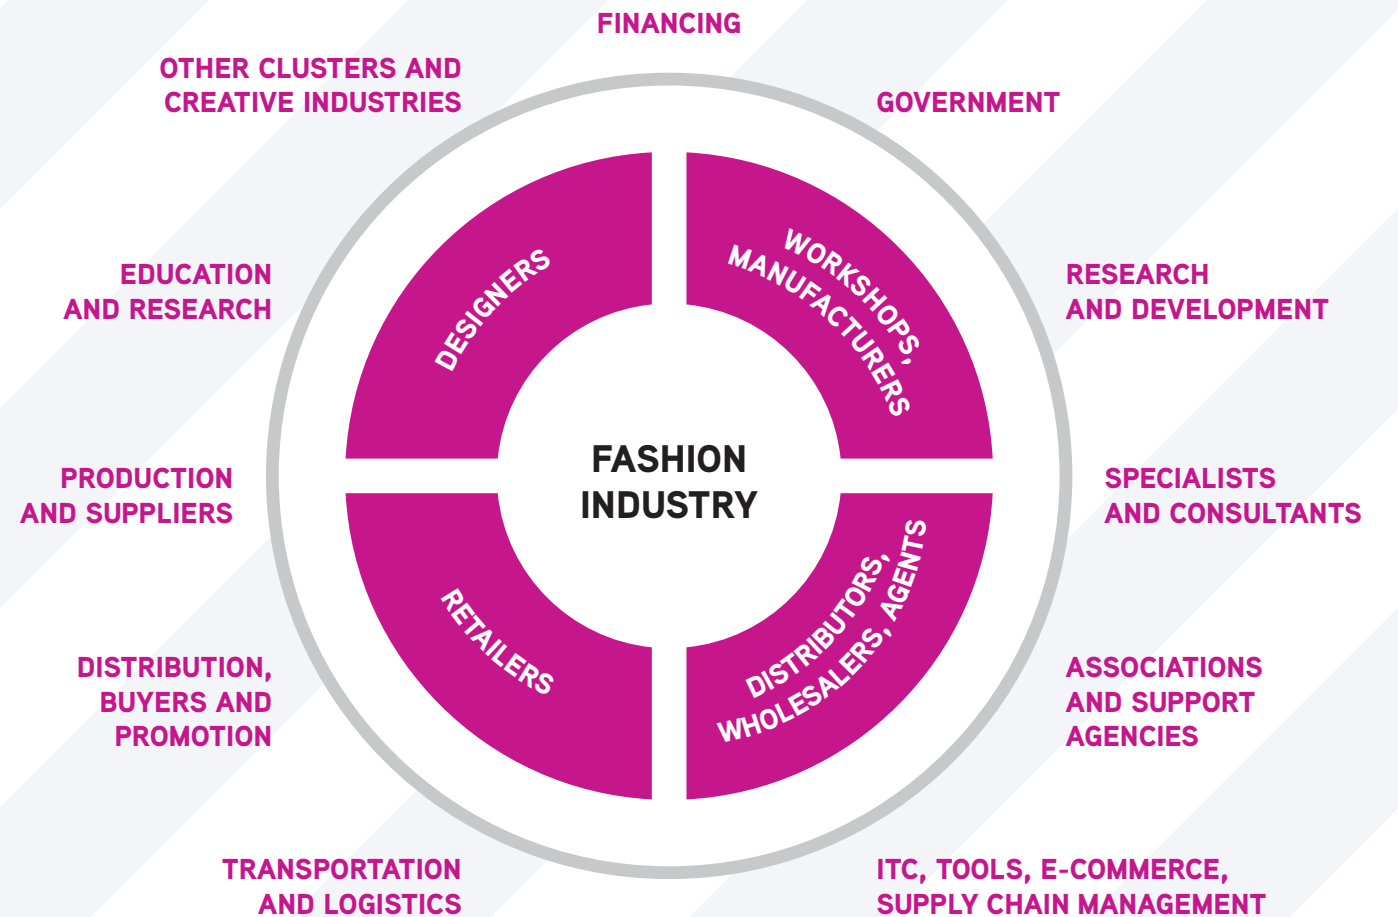 FINANCING
OTHER CLUSTERS AND
CREATIVE INDUSTRIES
GOVERNMENT
EDUCATION
AND RESEARCH
RESEARCH
AND DEVELOPMENT
DESIGNERS
WORKSHOPS,
MANUFACTURERS
FASHION
INDUSTRY
PRODUCTION
AND SUPPLIERS
SPECIALISTS
AND CONSULTANTS
RETAILERS
DISTRIBUTORS,
WHOLESALERS, AGENTS
DISTRIBUTION,
BUYERS AND
PROMOTION
ASSOCIATIONS
AND SUPPORT
AGENCIES
TRANSPORTATION
AND LOGISTICS
ITC, TOOLS, E-COMMERCE,
SUPPLY CHAIN MANAGEMENT